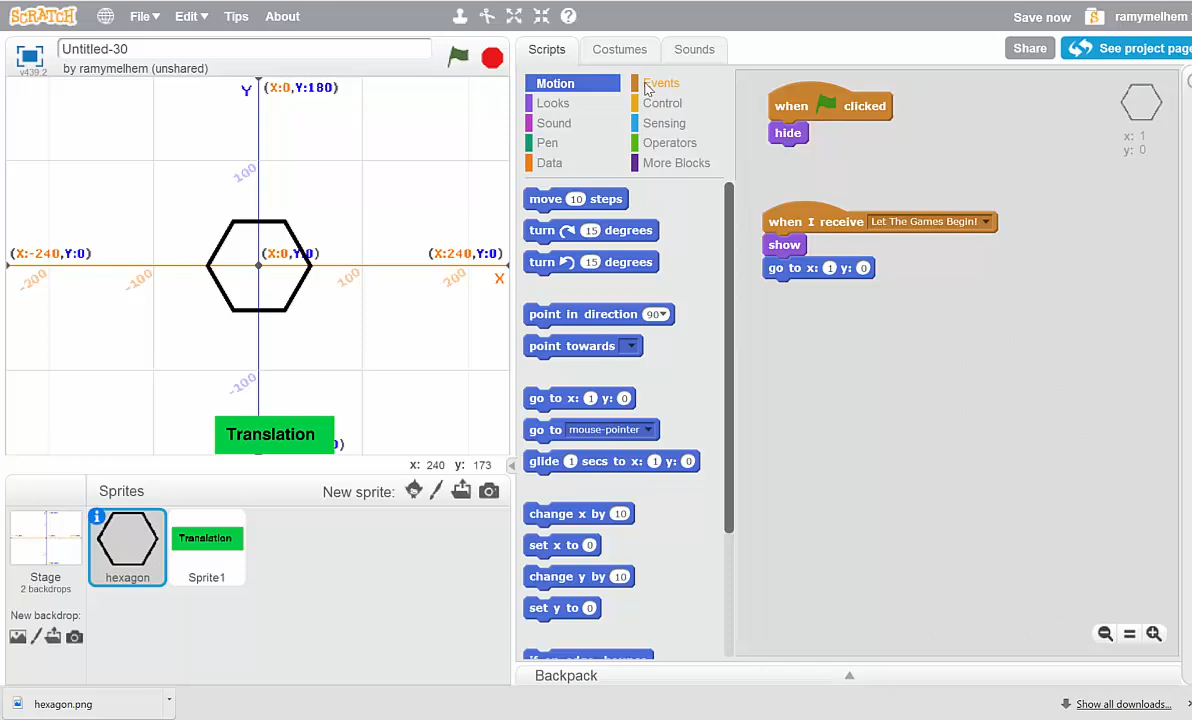 SCRATCH File▼ Edit▼ Tips About Save now ramymelhem
Untitled-30
by ramymelhem (unshared)
v439.2
Scripts Costumes Sounds Share See project page
Motion Events
Looks Control
Sound Sensing
Pen Operators
Data More Blocks
Y (X:0,Y:180)
100
(X:-240,Y:0) (X:0,Y:0) (X:240,Y:0)
-200 -100 100 200 X
-100
Translation
x: 240 y: 173
move 10 steps
turn 15 degrees
turn 15 degrees
point in direction 90▼
point towards
go to x: 1 y: 0
go to mouse-pointer
glide 1 secs to x: 1 y: 0
change x by 10
set x to 0
change y by 10
set y to 0
when clicked
hide
when I receive Let The Games Begin!
show
go to x: 1 y: 0
x: 1
y: 0
Sprites New sprite:
Stage
2 backdrops
New backdrop:
hexagon
Translation
Sprite1
Backpack
hexagon.png
Show all downloads...